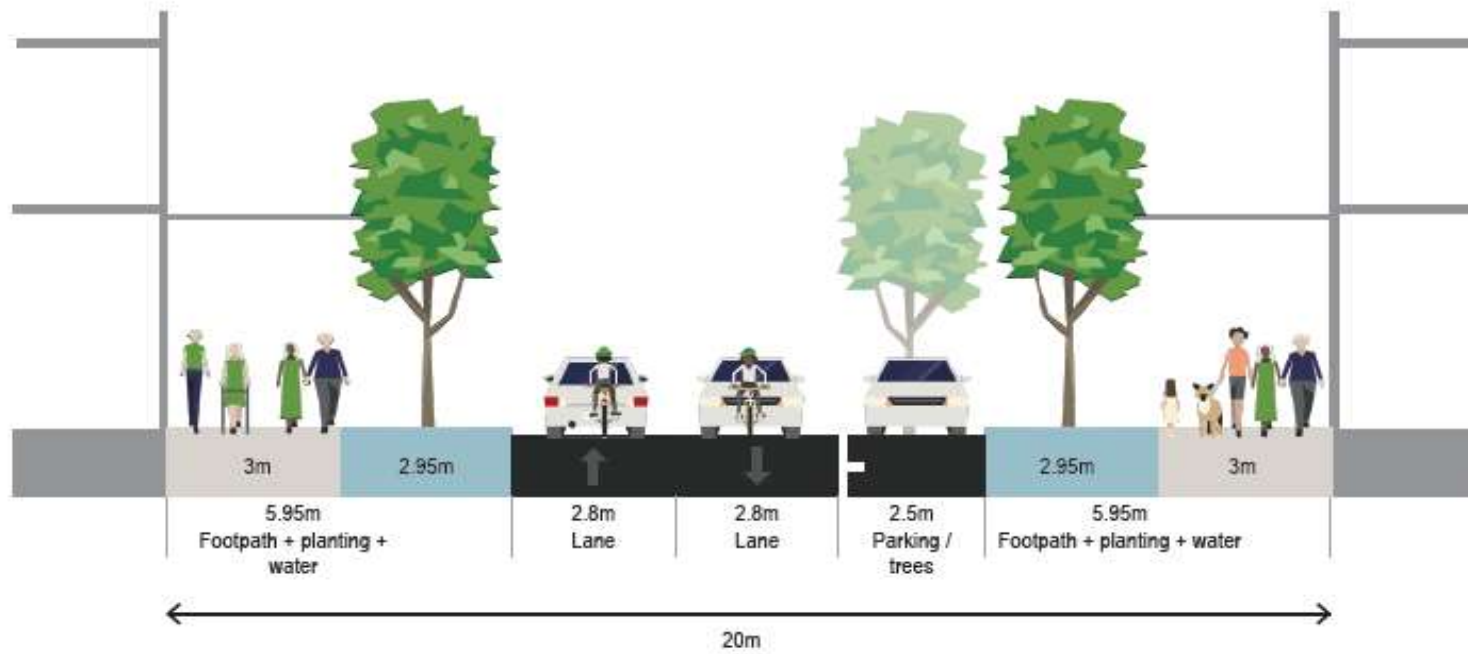 3m
2.95m
2.95m
3m
5.95m
Footpath + planting +
water
2.8m
Lane
2.8m
Lane
2.5m
Parking /
trees
5.95m
Footpath + planting + water
20m